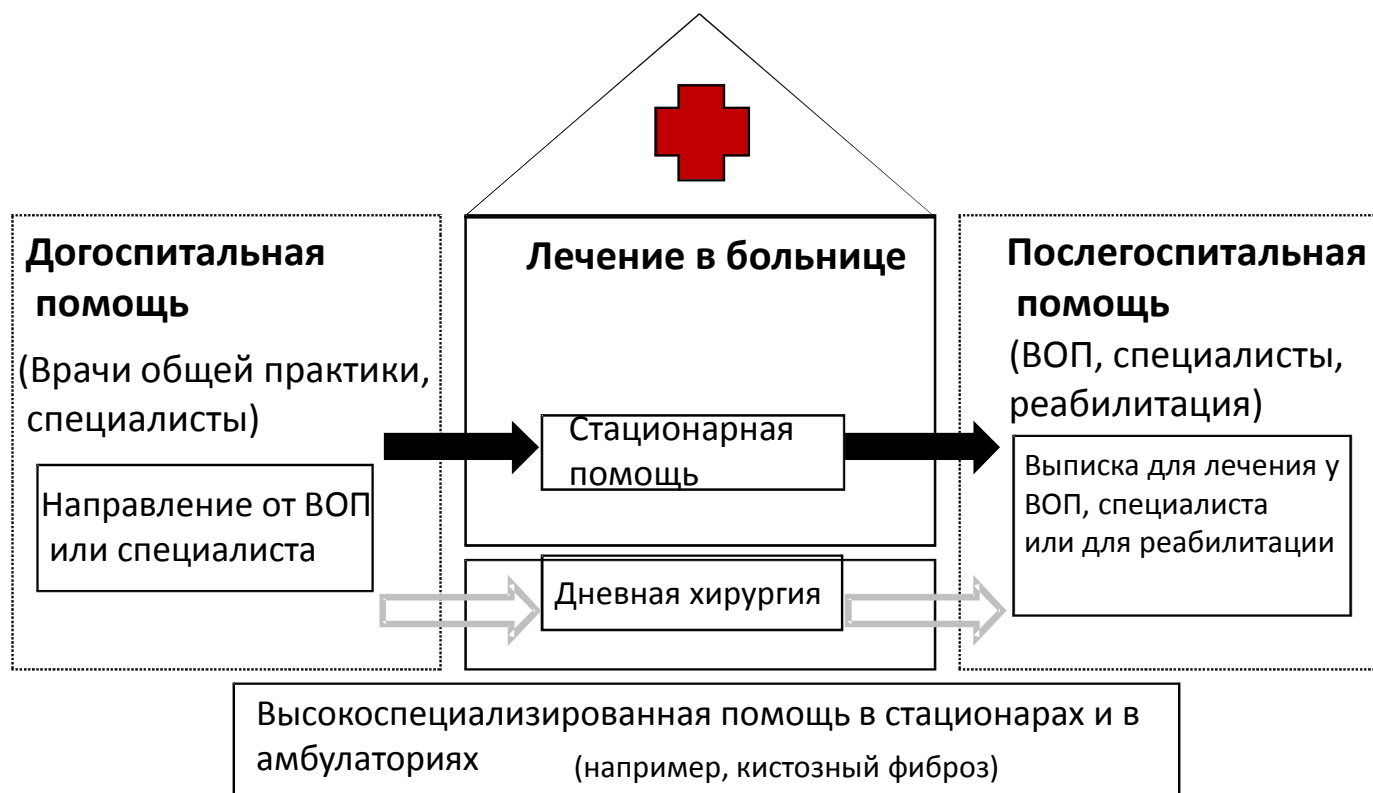 Догоспитальная
помощь
(Врачи общей практики,
специалисты)
Направление от ВОП
или специалиста
Лечение в больнице
Стационарная
помощь
Дневная хирургия
Послегоспитальная
помощь
(ВОП, специалисты,
реабилитация)
Выписка для лечения у
ВОП, специалиста
или для реабилитации
Высокоспециализированная помощь в стационарах и в
амбулаториях (например, кистозный фиброз)